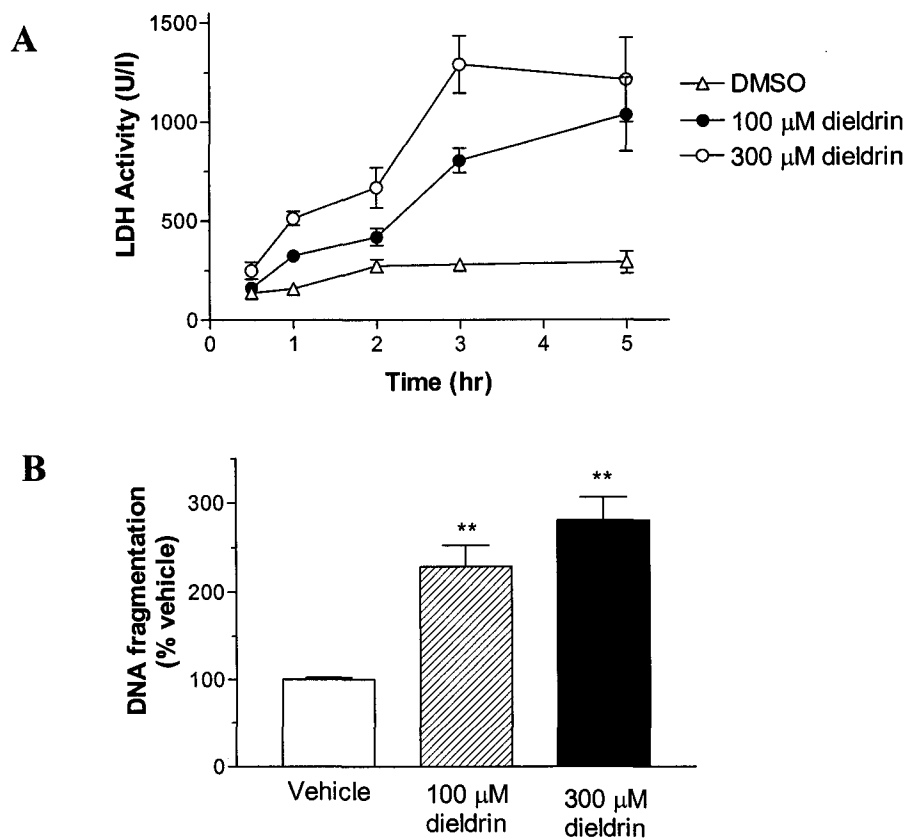 A
1500
1000
500
0
LDH Activity (U/l)
0 1 2 3 4 5
Time (hr)
DMSO
100 µM dieldrin
300 µM dieldrin
B
300
200
100
0
DNA fragmentation
(% vehicle)
**
**
Vehicle
100 µM
dieldrin
300 µM
dieldrin